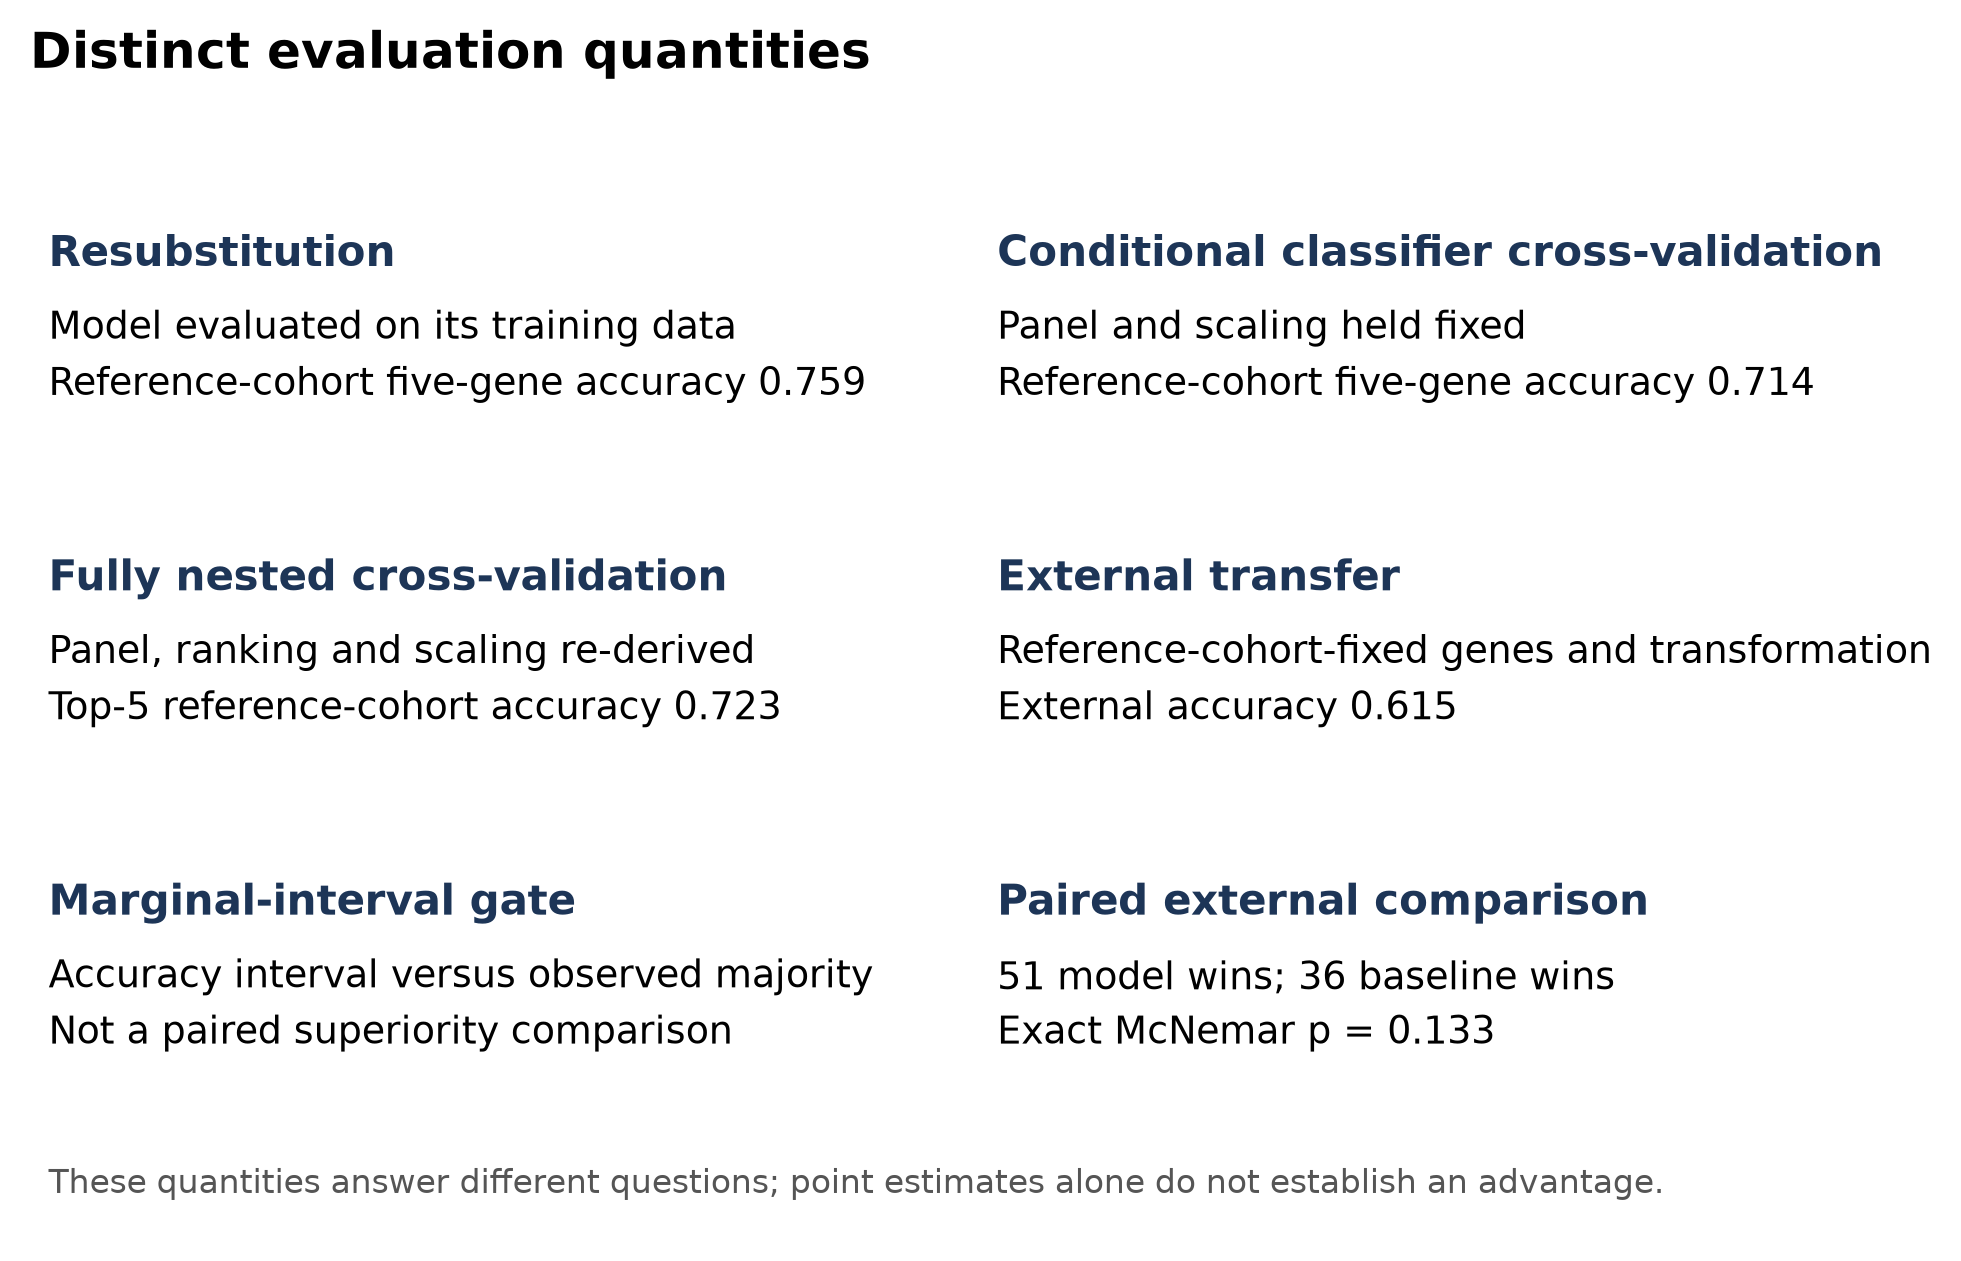 Distinct evaluation quantities
Resubstitution
Model evaluated on its training data
Reference-cohort five-gene accuracy 0.759
Conditional classifier cross-validation
Panel and scaling held fixed
Reference-cohort five-gene accuracy 0.714
Fully nested cross-validation
Panel, ranking and scaling re-derived
Top-5 reference-cohort accuracy 0.723
External transfer
Reference-cohort-fixed genes and transformation
External accuracy 0.615
Marginal-interval gate
Accuracy interval versus observed majority
Not a paired superiority comparison
Paired external comparison
51 model wins; 36 baseline wins
Exact McNemar p = 0.133
These quantities answer different questions; point estimates alone do not establish an advantage.